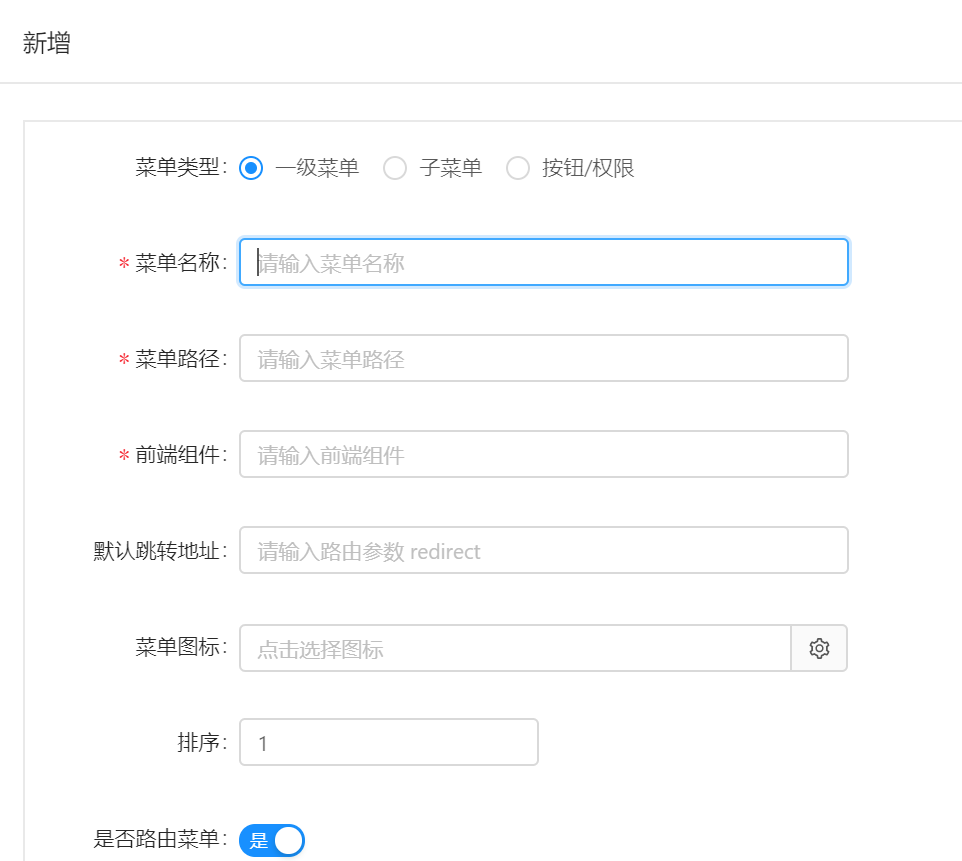 新增
菜单类型： 一级菜单 子菜单 按钮/权限
* 菜单名称： 请输入菜单名称
* 菜单路径： 请输入菜单路径
* 前端组件： 请输入前端组件
默认跳转地址： 请输入路由参数 redirect
菜单图标： 点击选择图标
排序： 1
是否路由菜单： 是